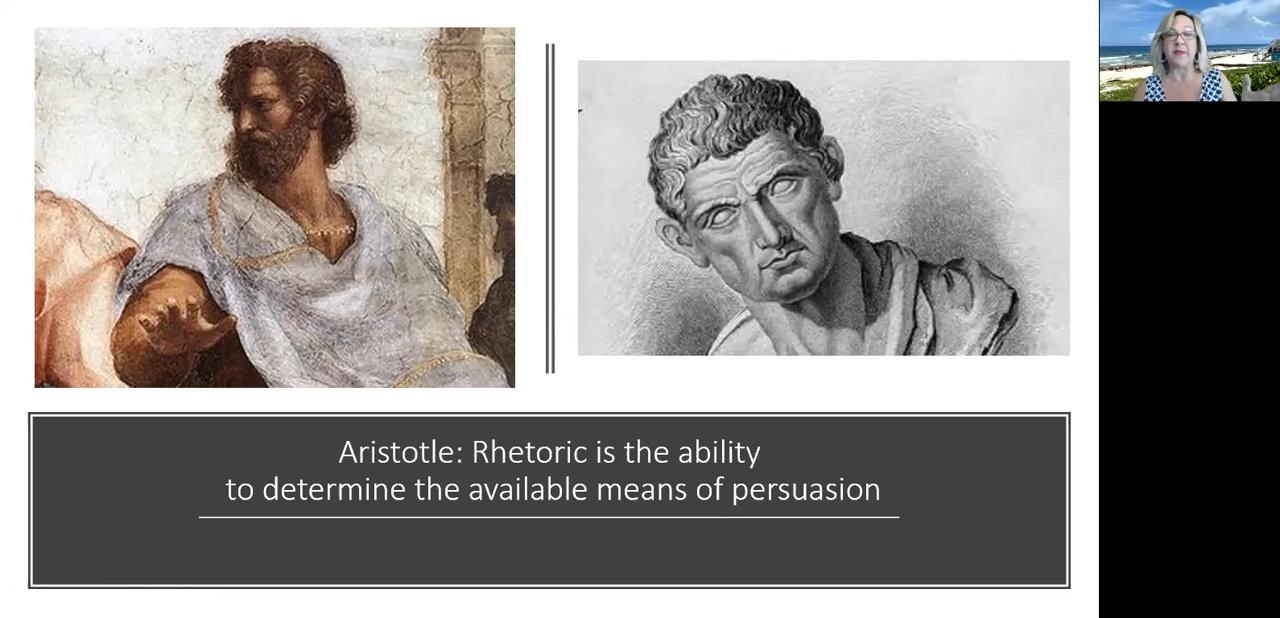 Aristotle: Rhetoric is the ability
to determine the available means of persuasion